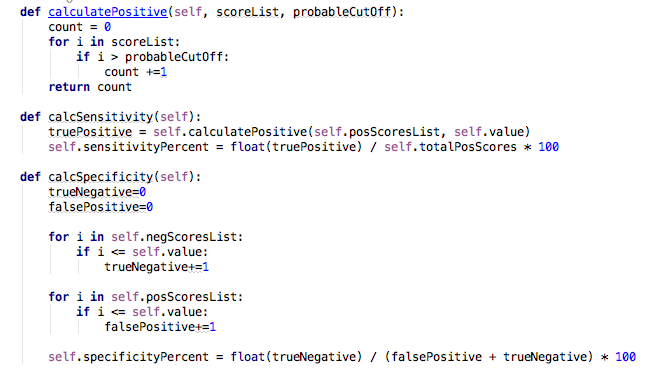 def calculatePositive(self, scoreList, probableCutOff):
    count = 0
    for i in scoreList:
        if i > probableCutOff:
            count +=1
    return count

def calcSensitivity(self):
    truePositive = self.calculatePositive(self.posScoresList, self.value)
    self.sensitivityPercent = float(truePositive) / self.totalPosScores * 100

def calcSpecificity(self):
    trueNegative=0
    falsePositive=0

    for i in self.negScoresList:
        if i <= self.value:
            trueNegative+=1

    for i in self.posScoresList:
        if i <= self.value:
            falsePositive+=1

    self.specificityPercent = float(trueNegative) / (falsePositive + trueNegative) * 100